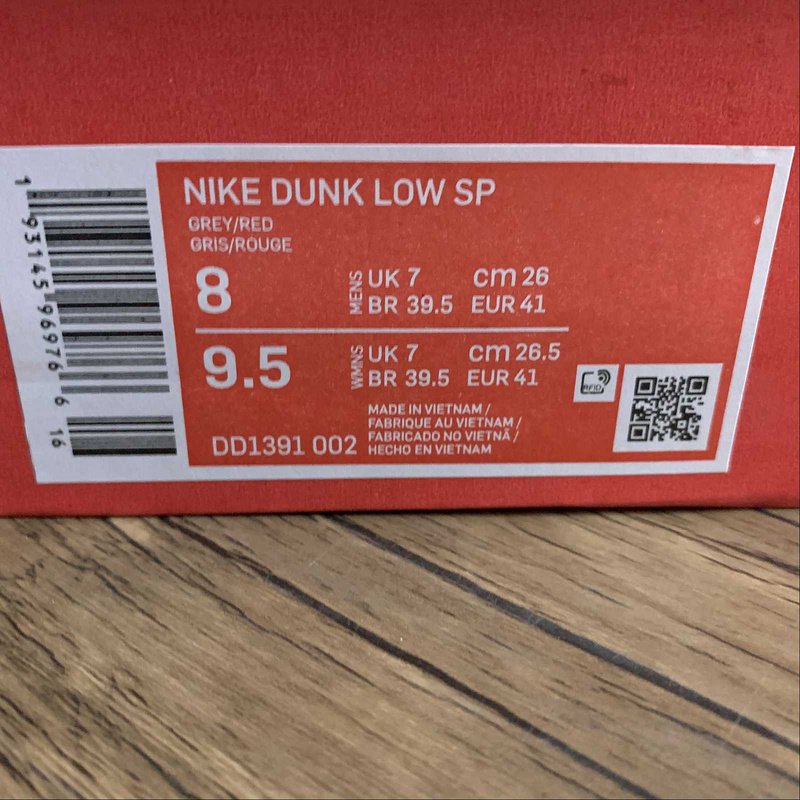 1 93145 96976 6
16
NIKE DUNK LOW SP
GREY/RED
GRIS/ROUGE
8
MENS
UK 7 cm 26
BR 39.5 EUR 41
9.5
WMNS
UK 7 cm 26.5
BR 39.5 EUR 41
RFID
DD1391 002
MADE IN VIETNAM /
FABRIQUE AU VIETNAM /
FABRICADO NO VIETNÃ /
HECHO EN VIETNAM